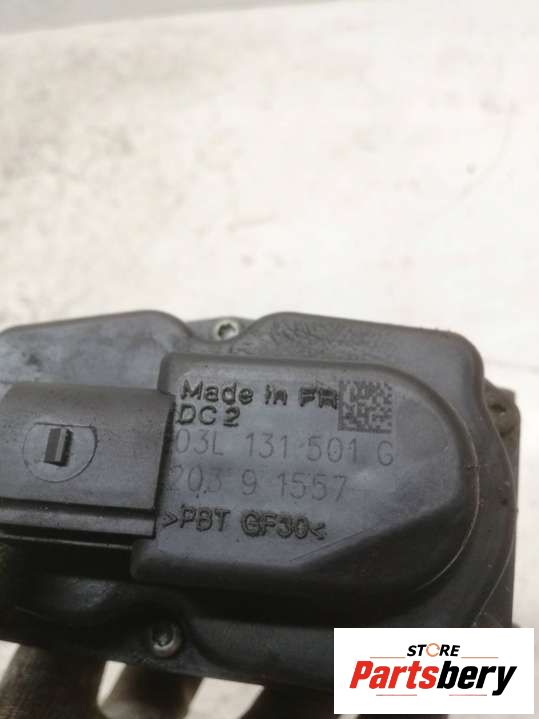 Made in FR
DC2
03L 131 501 G
203 9 1557
>PBT GF30<
STORE
Partsbery